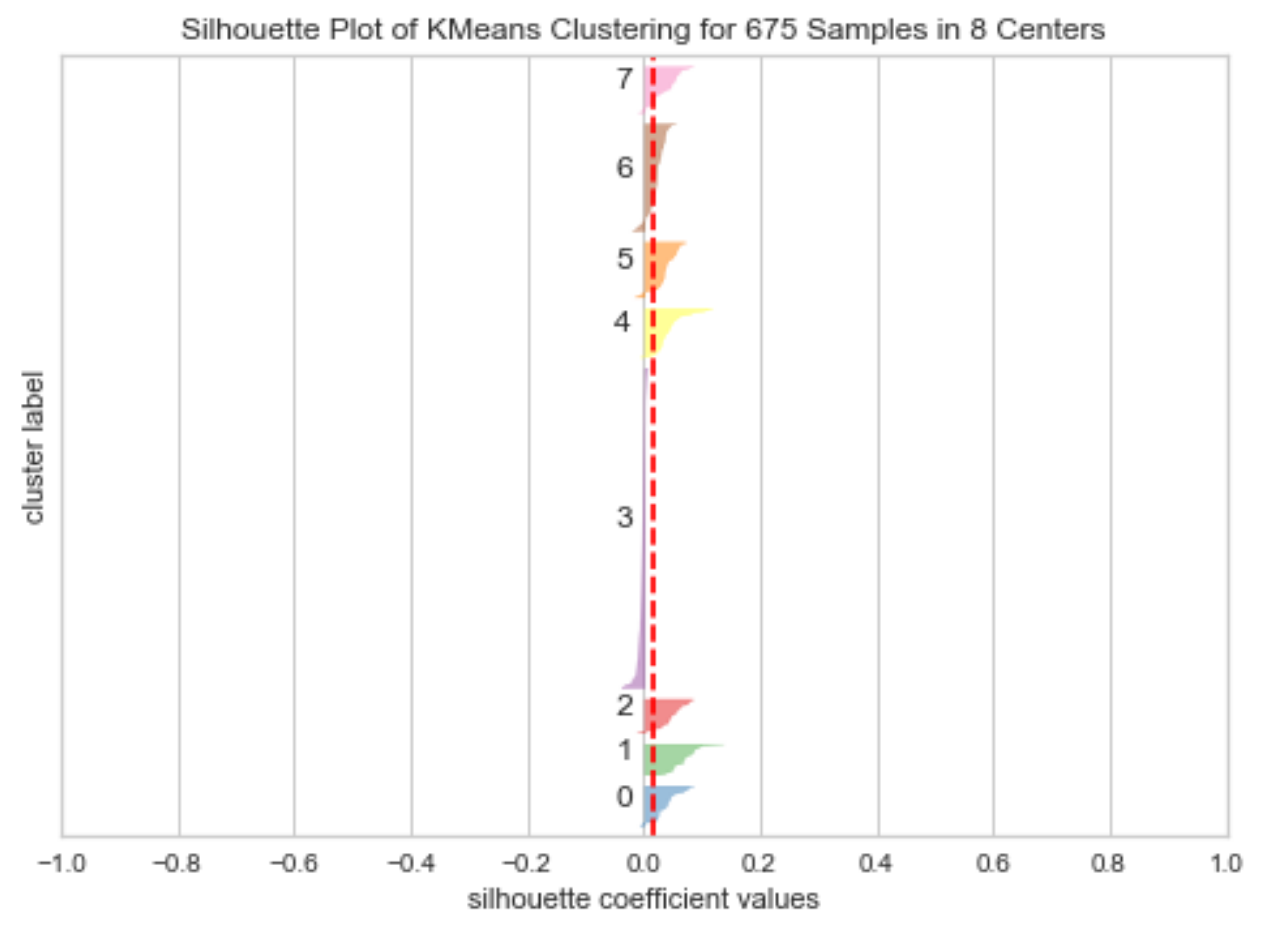 Silhouette Plot of KMeans Clustering for 675 Samples in 8 Centers
7
6
5
4
3
2
1
0
cluster label
−1.0 −0.8 −0.6 −0.4 −0.2 0.0 0.2 0.4 0.6 0.8 1.0
silhouette coefficient values